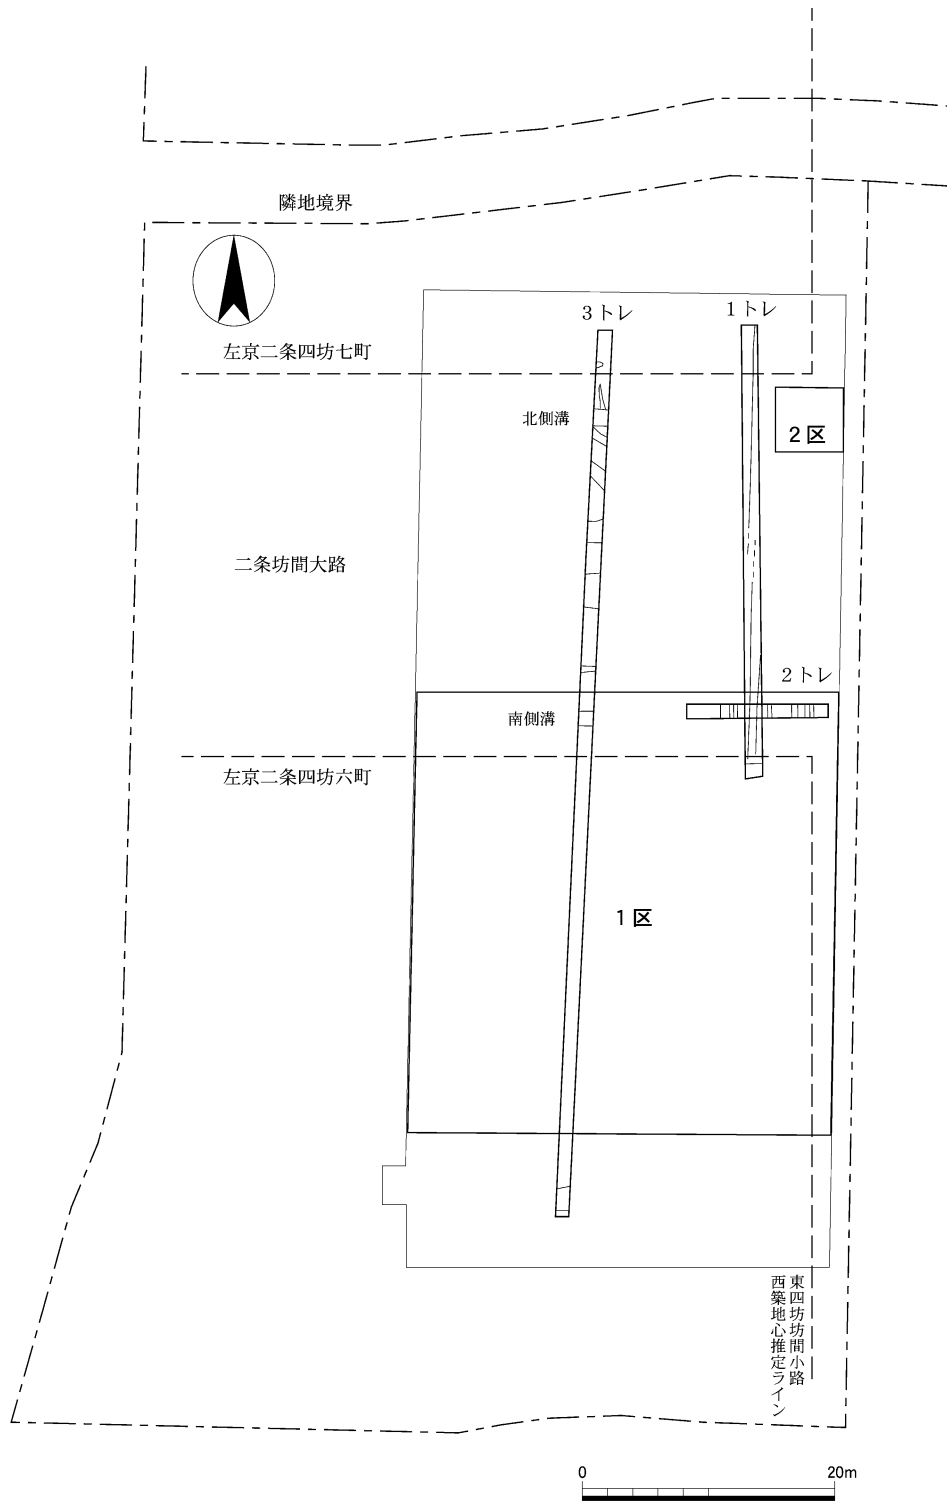 隣地境界
3トレ
1トレ
左京二条四坊七町
北側溝
2区
二条坊間大路
2トレ
南側溝
左京二条四坊六町
1区
東四坊坊間小路
西築地心推定ライン
0
20m